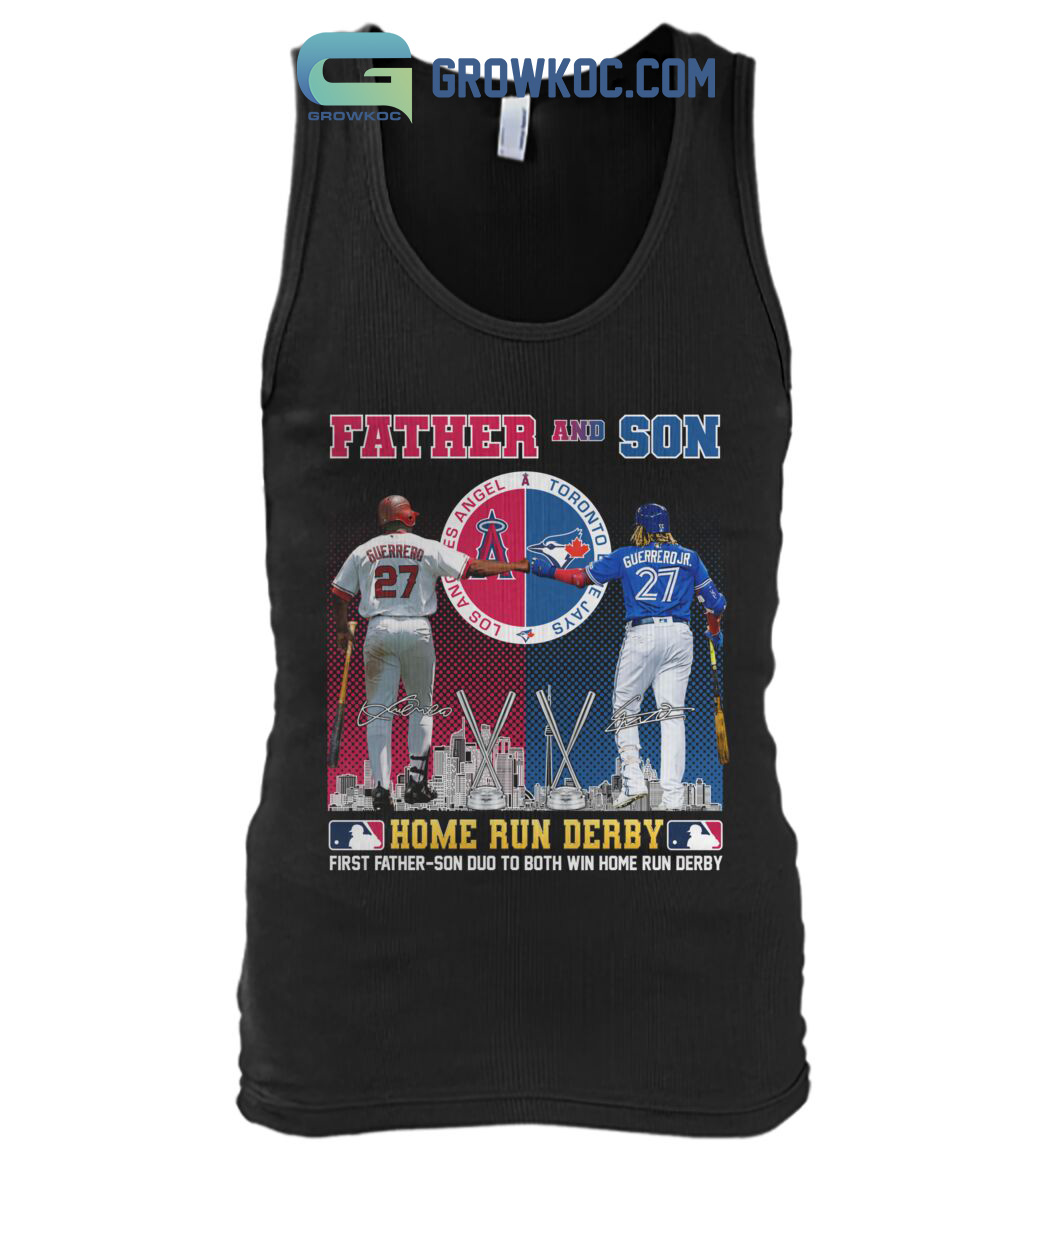 GROWKOC.COM
GROWKOC
FATHER AND SON
LOS ANGELES ANGEL
TORONTO E JAYS
A
GUERRERO
27
GUERRERO JR.
27
HOME RUN DERBY
FIRST FATHER-SON DUO TO BOTH WIN HOME RUN DERBY